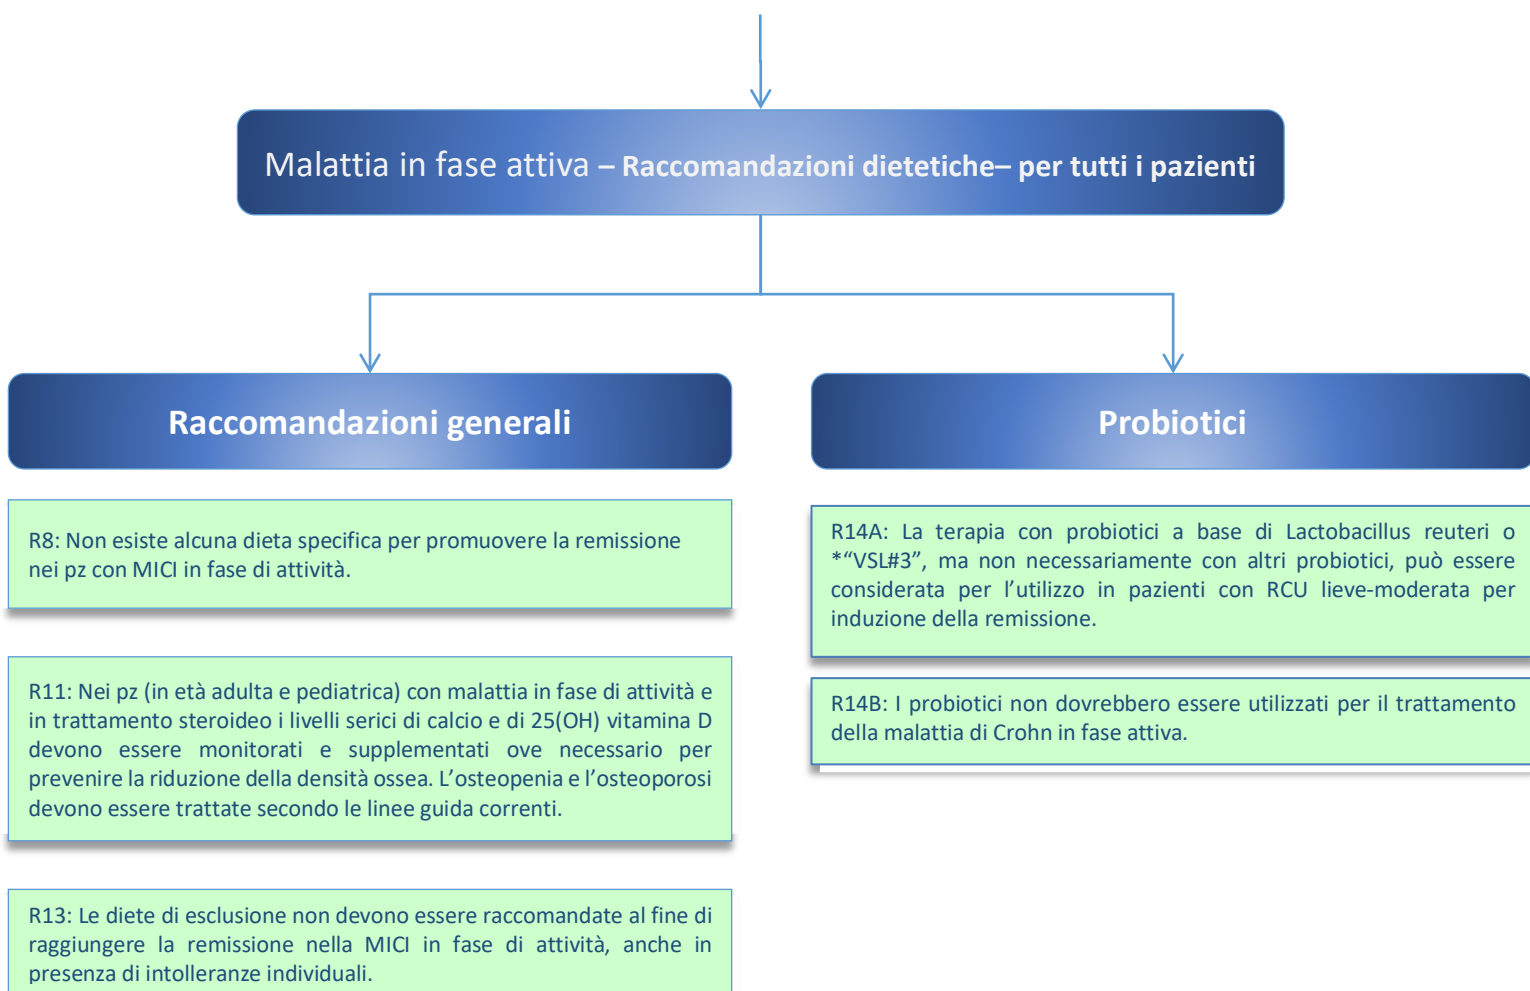 Malattia in fase attiva – Raccomandazioni dietetiche– per tutti i pazienti
Raccomandazioni generali
R8: Non esiste alcuna dieta specifica per promuovere la remissione
nei pz con MICI in fase di attività.
R11: Nei pz (in età adulta e pediatrica) con malattia in fase di attività e
in trattamento steroideo i livelli serici di calcio e di 25(OH) vitamina D
devono essere monitorati e supplementati ove necessario per
prevenire la riduzione della densità ossea. L’osteopenia e l’osteoporosi
devono essere trattate secondo le linee guida correnti.
R13: Le diete di esclusione non devono essere raccomandate al fine di
raggiungere la remissione nella MICI in fase di attività, anche in
presenza di intolleranze individuali.
Probiotici
R14A: La terapia con probiotici a base di Lactobacillus reuteri o
*“VSL#3”, ma non necessariamente con altri probiotici, può essere
considerata per l’utilizzo in pazienti con RCU lieve-moderata per
induzione della remissione.
R14B: I probiotici non dovrebbero essere utilizzati per il trattamento
della malattia di Crohn in fase attiva.